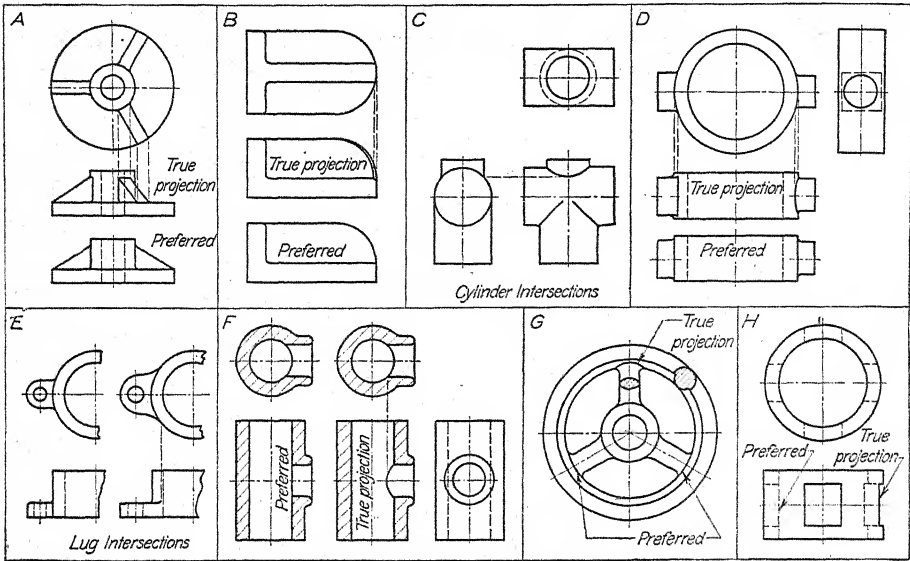 A
True
projection
Preferred
B
True projection
Preferred
C
Cylinder Intersections
D
True projection
Preferred
E
Lug Intersections
F
Preferred
True projection
G
True
projection
Preferred
H
Preferred
True
projection